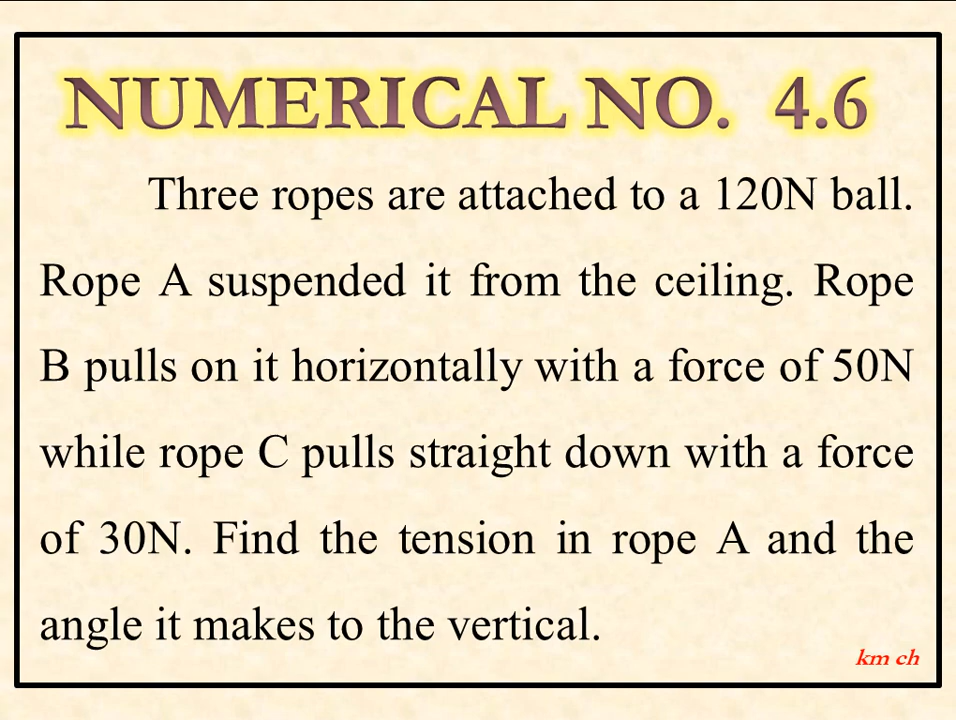 NUMERICAL NO. 4.6
Three ropes are attached to a 120N ball.
Rope A suspended it from the ceiling. Rope
B pulls on it horizontally with a force of 50N
while rope C pulls straight down with a force
of 30N. Find the tension in rope A and the
angle it makes to the vertical.
km ch